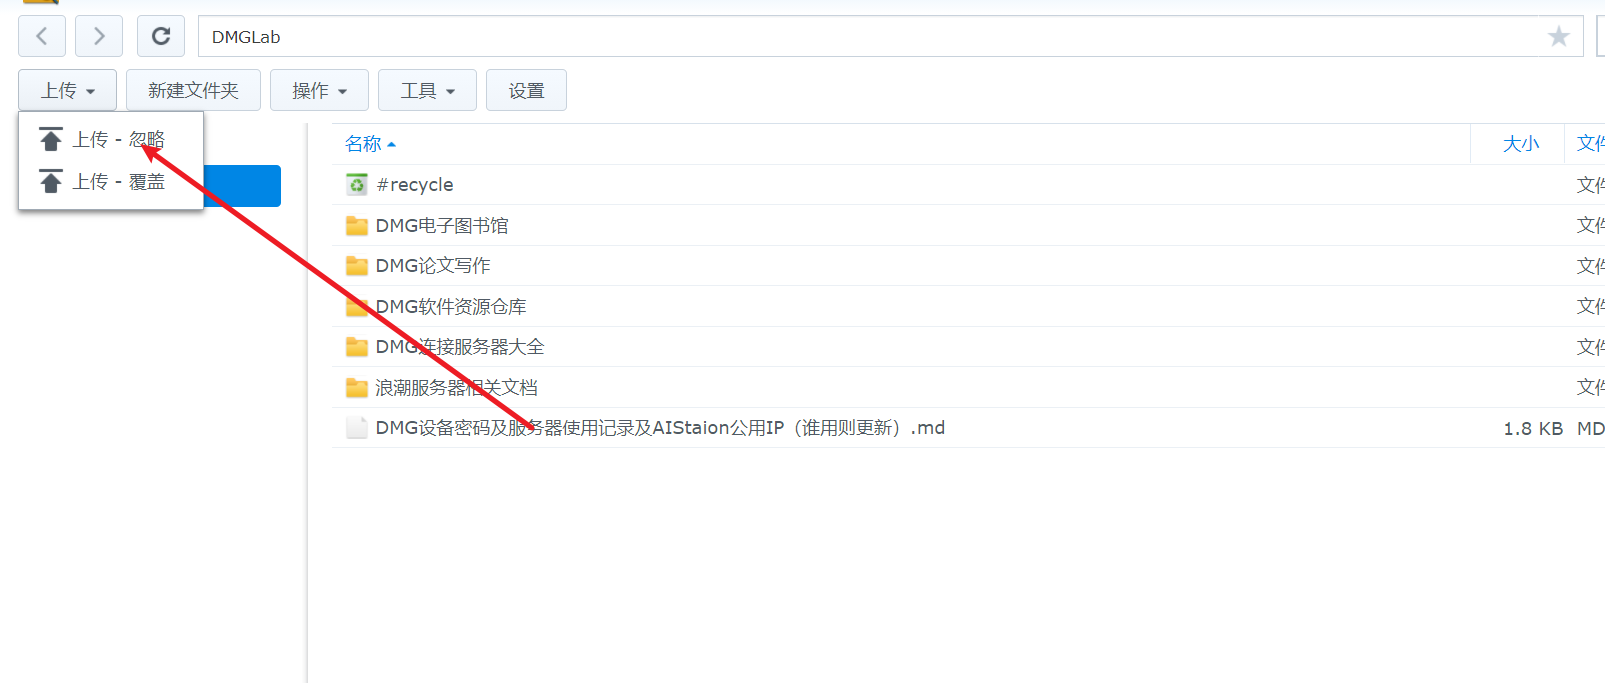 DMGLab
上传 新建文件夹 操作 工具 设置
上传 - 忽略
上传 - 覆盖
名称 大小 文件
#recycle 文件
DMG电子图书馆 文件
DMG论文写作 文件
DMG软件资源仓库 文件
DMG连接服务器大全 文件
浪潮服务器相关文档 文件
DMG设备密码及服务器使用记录及AIStaion公用IP（谁用则更新）.md 1.8 KB MD